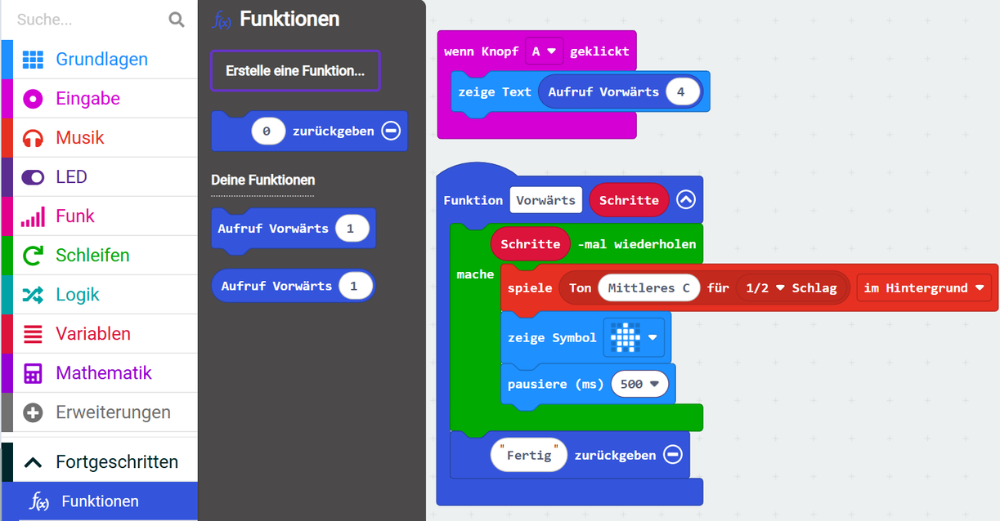 Suche...
Grundlagen
Eingabe
Musik
LED
Funk
Schleifen
Logik
Variablen
Mathematik
Erweiterungen
Fortgeschritten
f(x) Funktionen
f(x) Funktionen
Erstelle eine Funktion...
0 zurückgeben
Deine Funktionen
Aufruf Vorwärts 1
Aufruf Vorwärts 1
wenn Knopf A geklickt
zeige Text Aufruf Vorwärts 4
Funktion Vorwärts Schritte
Schritte -mal wiederholen
mache
spiele Ton Mittleres C für 1/2 Schlag im Hintergrund
zeige Symbol
pausiere (ms) 500
"Fertig" zurückgeben